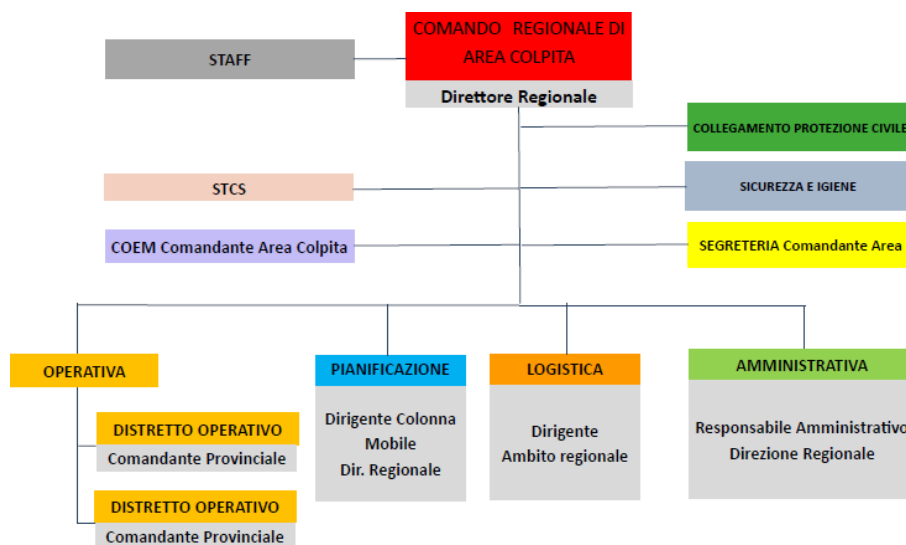 COMANDO REGIONALE DI
AREA COLPITA
STAFF
Direttore Regionale
COLLEGAMENTO PROTEZIONE CIVILE
STCS
SICUREZZA E IGIENE
COEM Comandante Area Colpita
SEGRETERIA Comandante Area
OPERATIVA
PIANIFICAZIONE
LOGISTICA
AMMINISTRATIVA
Dirigente Colonna
Mobile
Dir. Regionale
Dirigente
Ambito regionale
Responsabile Amministrativo
Direzione Regionale
DISTRETTO OPERATIVO
Comandante Provinciale
DISTRETTO OPERATIVO
Comandante Provinciale